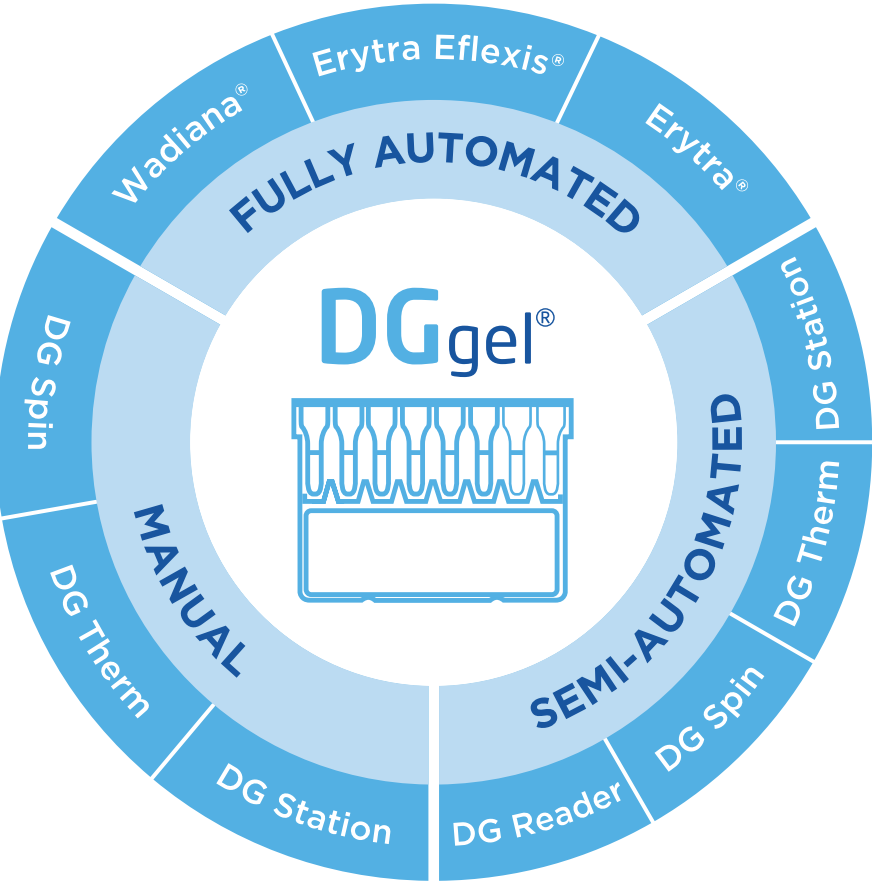 Wadiana®
Erytra Eflexis®
Erytra®
FULLY AUTOMATED
DG Station
DG Therm
DG Spin
DG Reader
SEMI-AUTOMATED
DG Spin
DG Therm
DG Station
MANUAL
DGgel®